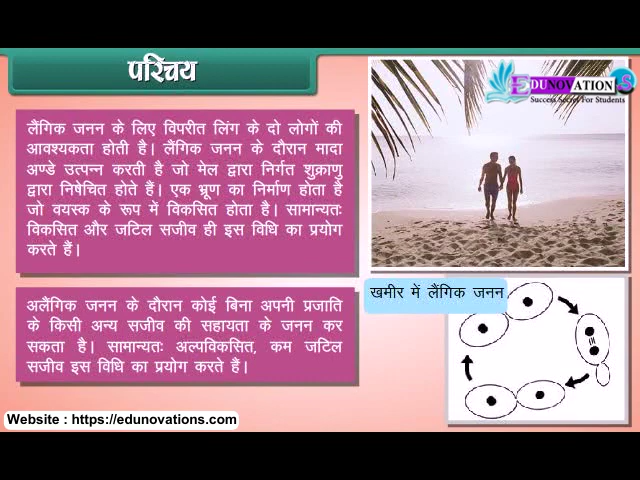 परिचय
EDUNOVATIONS
Success Secret For Students
लैंगिक जनन के लिए विपरीत लिंग के दो लोगों की
आवश्यकता होती है। लैंगिक जनन के दौरान मादा
अण्डे उत्पन्न करती है जो मेल द्वारा निर्गत शुक्राणु
द्वारा निषेचित होते हैं। एक भ्रूण का निर्माण होता है
जो वयस्क के रूप में विकसित होता है। सामान्यतः
विकसित और जटिल सजीव ही इस विधि का प्रयोग
करते हैं।
अलैंगिक जनन के दौरान कोई बिना अपनी प्रजाति
के किसी अन्य सजीव की सहायता के जनन कर
सकता है। सामान्यतः अल्पविकसित, कम जटिल
सजीव इस विधि का प्रयोग करते हैं।
खमीर में लैंगिक जनन
Website : https://edunovations.com